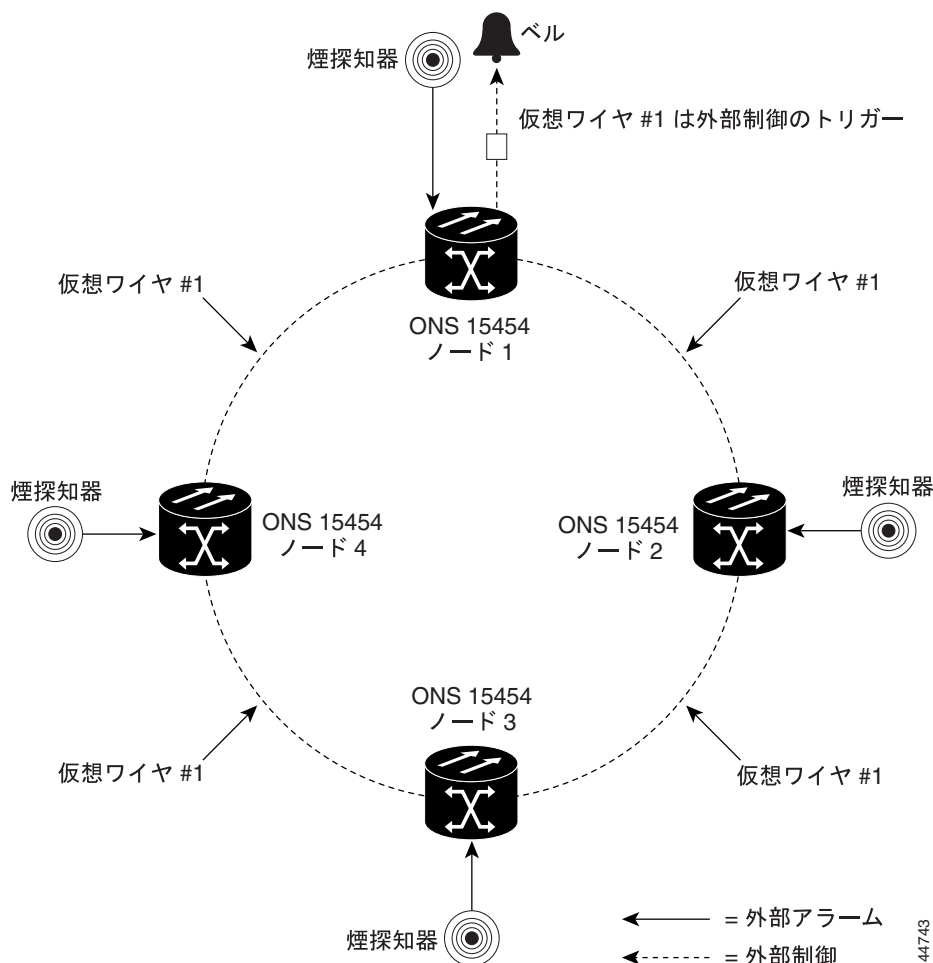 ベル
煙探知器
仮想ワイヤ #1 は外部制御のトリガー
仮想ワイヤ #1
仮想ワイヤ #1
ONS 15454
ノード 1
煙探知器
煙探知器
ONS 15454
ノード 4
ONS 15454
ノード 2
ONS 15454
ノード 3
仮想ワイヤ #1
仮想ワイヤ #1
煙探知器
= 外部アラーム
= 外部制御
44743